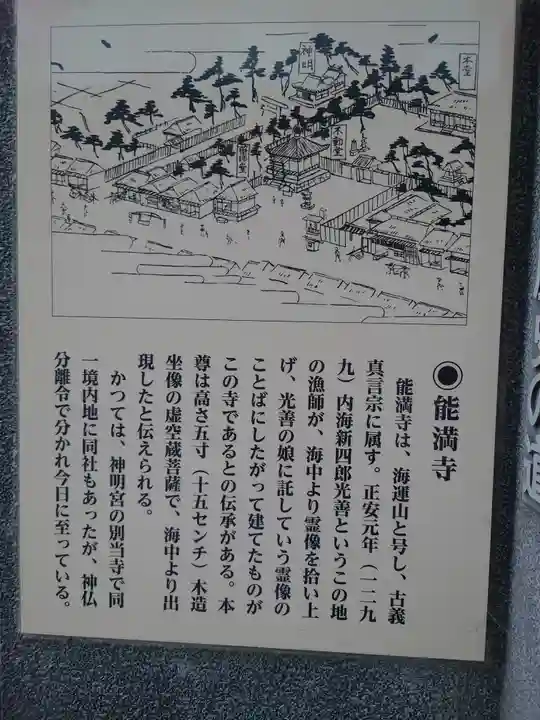 本堂
神明
不動堂
◉能満寺
能満寺は、海運山と号し、古義
真言宗に属す。正安元年（一二九
九）内海新四郎光善というこの地
の漁師が、海中より霊像を拾い上
げ、光善の娘に託していう霊像の
ことばにしたがって建てたものが
この寺であるとの伝承がある。本
尊は高さ五寸（十五センチ）木造
坐像の虚空蔵菩薩で、海中より出
現したと伝えられる。
かつては、神明宮の別当寺で同
一境内地に同社もあったが、神仏
分離令で分かれ今日に至っている。